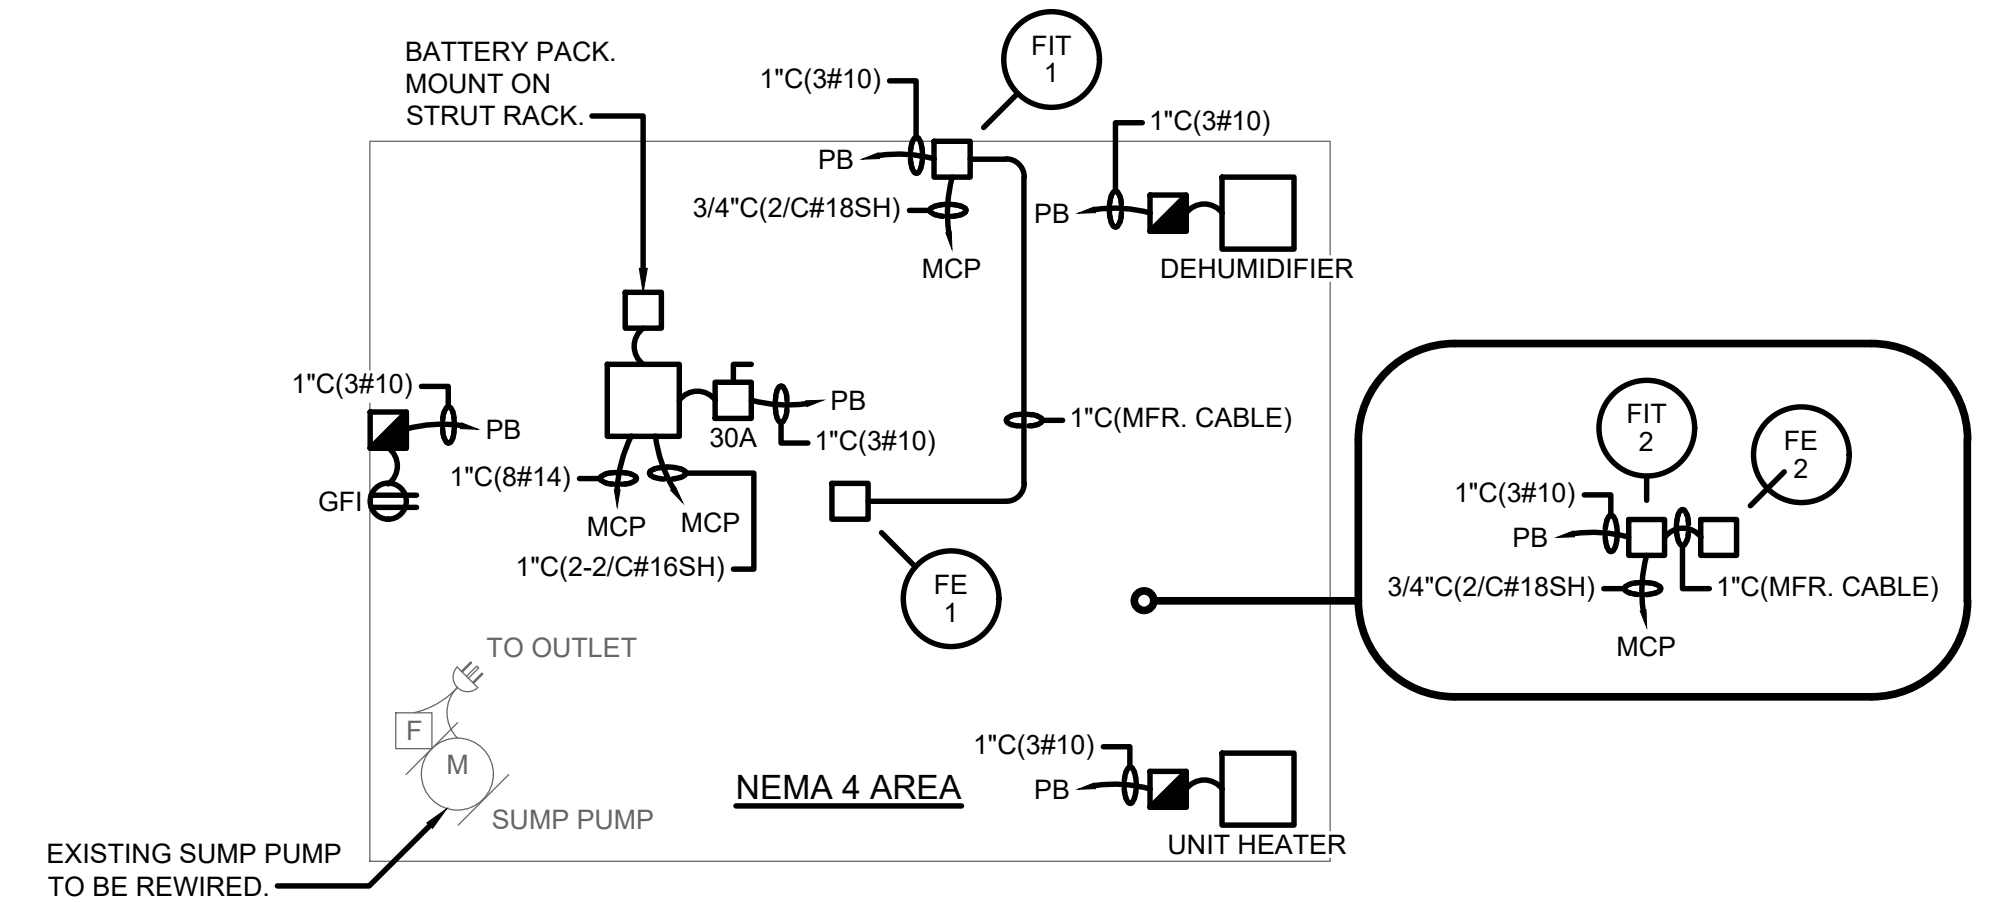 BATTERY PACK.
MOUNT ON
STRUT RACK.
1"C(3#10)
FIT
1
1"C(3#10)
PB
3/4"C(2/C#18SH)
MCP
PB
DEHUMIDIFIER
1"C(3#10)
PB
GFI
PB
30A
1"C(3#10)
1"C(8#14)
MCP
MCP
1"C(2-2/C#16SH)
1"C(MFR. CABLE)
FE
1
FIT
2
FE
2
1"C(3#10)
PB
3/4"C(2/C#18SH)
1"C(MFR. CABLE)
MCP
TO OUTLET
F
M
SUMP PUMP
EXISTING SUMP PUMP
TO BE REWIRED.
NEMA 4 AREA
1"C(3#10)
PB
UNIT HEATER